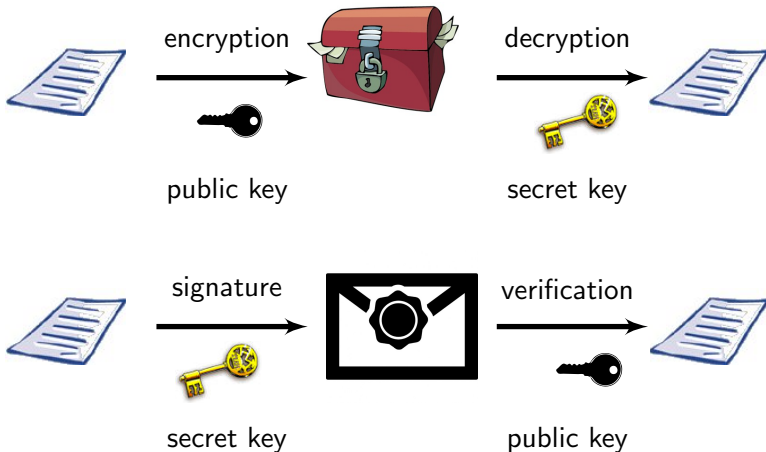 encryption
decryption
public key
secret key
signature
verification
secret key
public key